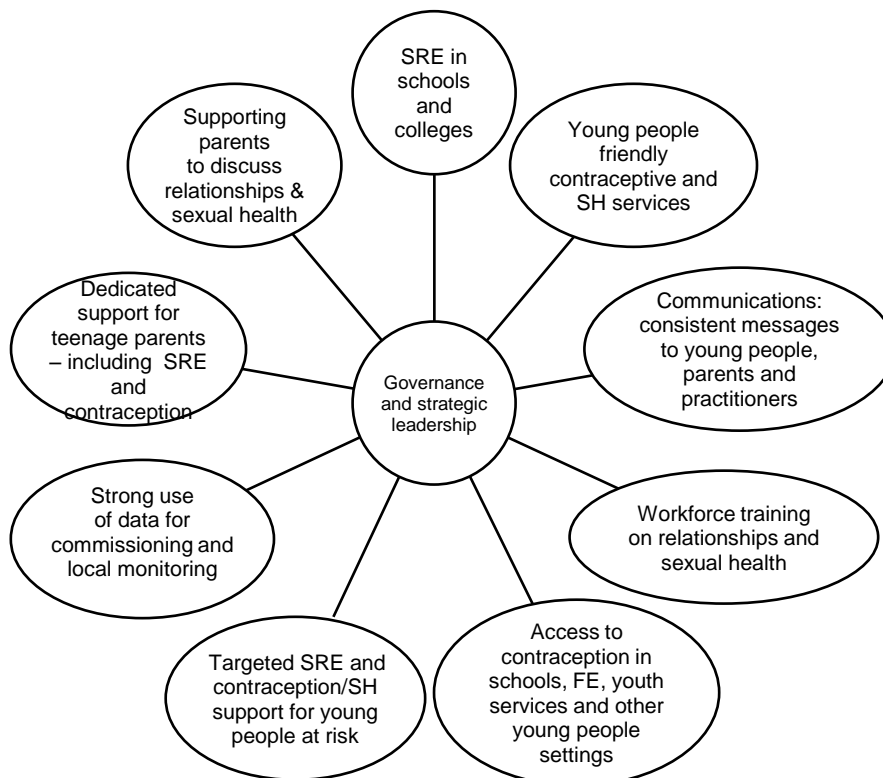 SRE in
schools
and
colleges
Young people
friendly
contraceptive and
SH services
Communications:
consistent messages
to young people,
parents and
practitioners
Workforce training
on relationships and
sexual health
Access to
contraception in
schools, FE, youth
services and other
young people
settings
Targeted SRE and
contraception/SH
support for young
people at risk
Strong use
of data for
commissioning and
local monitoring
Dedicated
support for
teenage parents
– including SRE
and
contraception
Supporting
parents
to discuss
relationships &
sexual health
Governance
and strategic
leadership